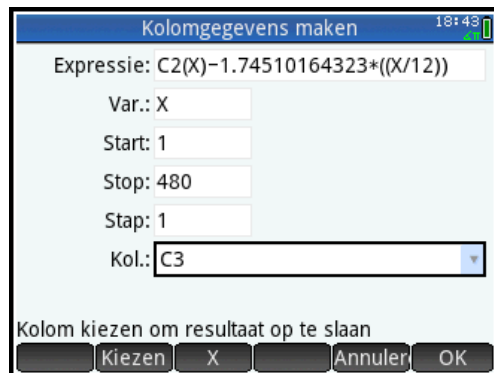 Kolomgegevens maken 18:43
∡π
Expressie: C2(X)−1.74510164323*((X/12))
Var.: X
Start: 1
Stop: 480
Stap: 1
Kol.: C3
Kolom kiezen om resultaat op te slaan
Kiezen X Annuler OK